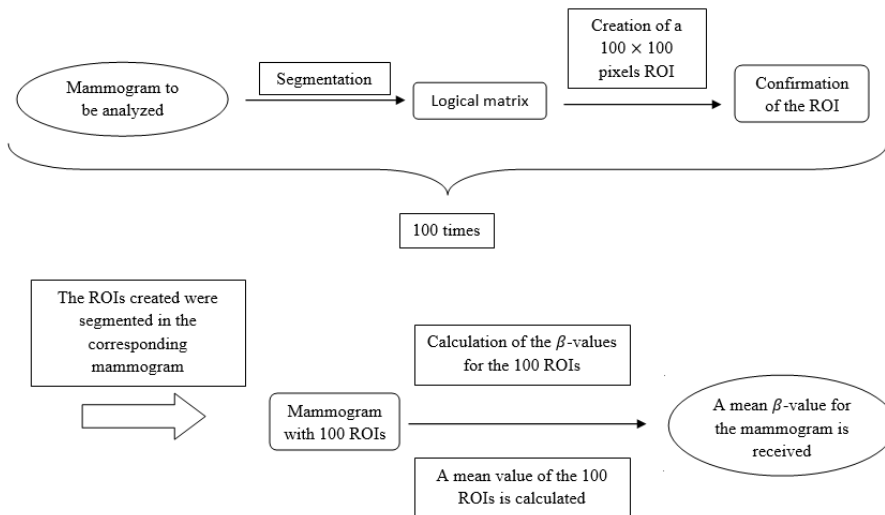 Mammogram to
be analyzed
Segmentation
Logical matrix
Creation of a
100 × 100
pixels ROI
Confirmation
of the ROI
100 times
The ROIs created were
segmented in the
corresponding
mammogram
Mammogram
with 100 ROIs
Calculation of the β-values
for the 100 ROIs
A mean value of the 100
ROIs is calculated
A mean β-value for
the mammogram is
received